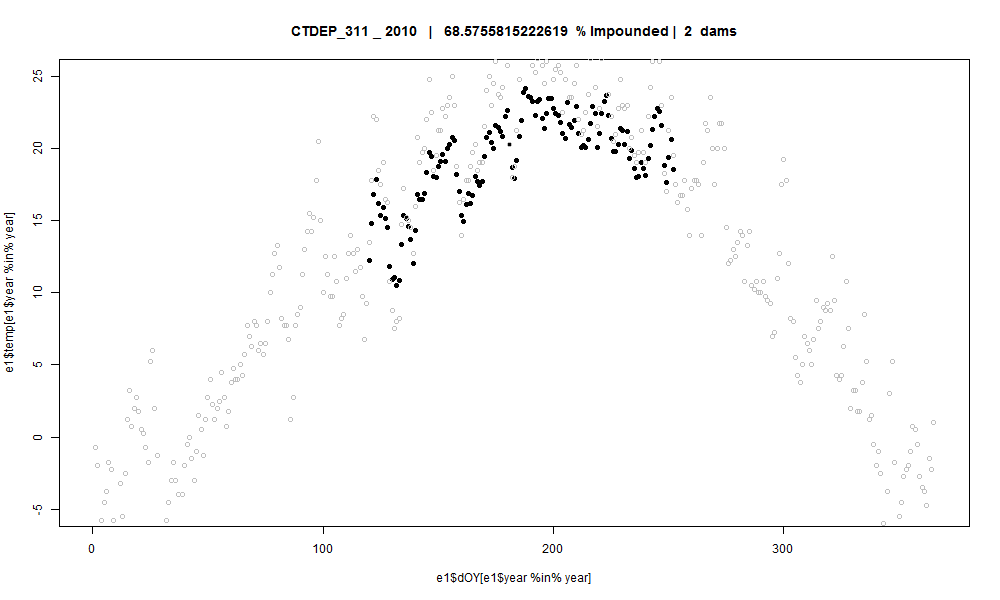 CTDEP_311 _ 2010 | 68.5755815222619 % Impounded | 2 dams
e1$temp[e1$year %in% year]
25
20
15
10
5
0
-5
0 100 200 300
e1$dOY[e1$year %in% year]